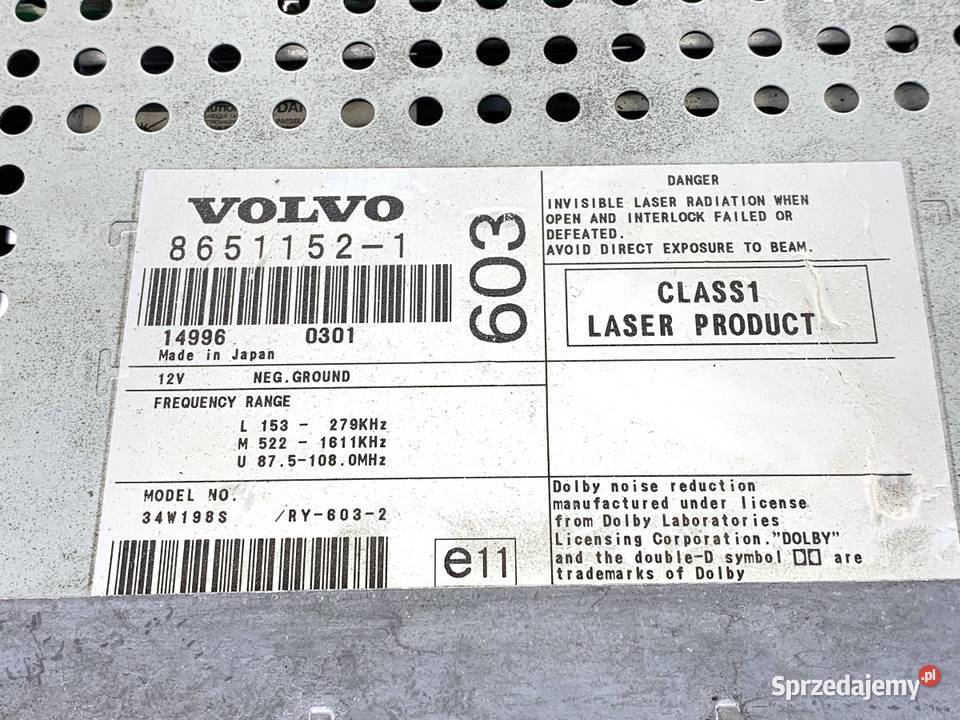 VOLVO
8651152-1
603
14996 0301
Made in Japan
12V NEG.GROUND
FREQUENCY RANGE
L 153 - 279KHz
M 522 - 1611KHz
U 87.5-108.0MHz
MODEL NO.
34W198S /RY-603-2
e11
DANGER
INVISIBLE LASER RADIATION WHEN
OPEN AND INTERLOCK FAILED OR
DEFEATED.
AVOID DIRECT EXPOSURE TO BEAM.
CLASS1
LASER PRODUCT
Dolby noise reduction
manufactured under license
from Dolby Laboratories
Licensing Corporation."DOLBY"
and the double-D symbol are
trademarks of Dolby
Sprzedajemy.pl